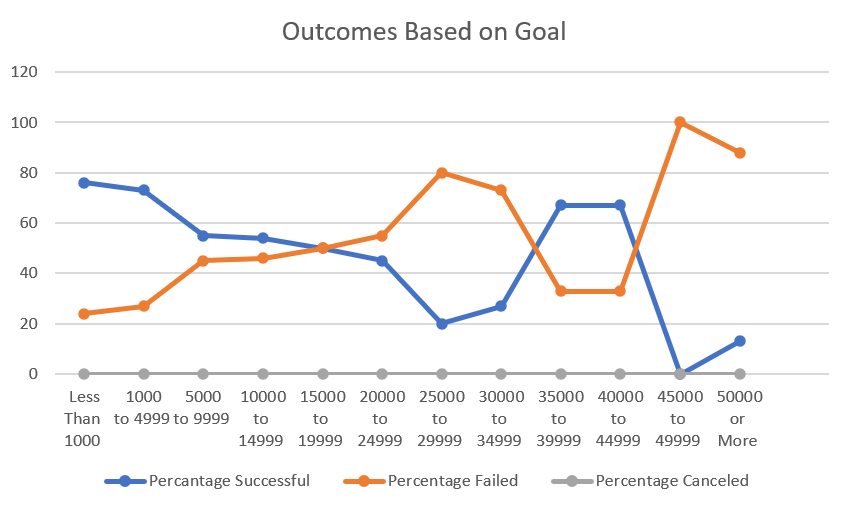 Outcomes Based on Goal
120
100
80
60
40
20
0
Less Than 1000
1000 to 4999
5000 to 9999
10000 to 14999
15000 to 19999
20000 to 24999
25000 to 29999
30000 to 34999
35000 to 39999
40000 to 44999
45000 to 49999
50000 or More
Percantage Successful
Percentage Failed
Percentage Canceled